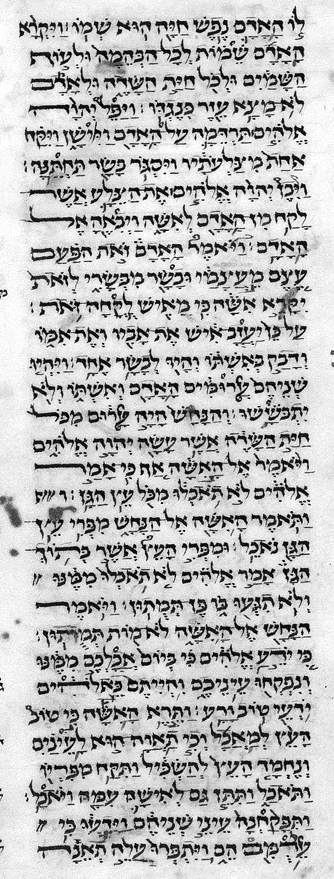 לו האדם נפש חיה הוא שמו ויקרא
האדם שמות לכל הבהמה ולעוף
השמים ולכל חית השדה ולאדם
לא מצא עזר כנגדו ויפל יהוה
אלהים תרדמה על האדם ויישן ויקח
אחת מצלעתיו ויסגר בשר תחתנה
ויבן יהוה אלהים את הצלע אשר
לקח מן האדם לאשה ויבאה אל
האדם ויאמר האדם זאת הפעם
עצם מעצמי ובשר מבשרי לזאת
יקרא אשה כי מאיש לקחה זאת
על כן יעזב איש את אביו ואת אמו
ודבק באשתו והיו לבשר אחד ויהיו
שניהם ערומים האדם ואשתו ולא
יתבששו והנחש היה ערום מכל
חית השדה אשר עשה יהוה אלהים
ויאמר אל האשה אף כי אמר
אלהים לא תאכלו מכל עץ הגן
ותאמר האשה אל הנחש מפרי עץ
הגן נאכל ומפרי העץ אשר בתוך
הגן אמר אלהים לא תאכלו ממנו
ולא תגעו בו פן תמתון ויאמר
הנחש אל האשה לא מות תמתון
כי ידע אלהים כי ביום אכלכם ממנו
ונפקחו עיניכם והייתם כאלהים
ידעי טוב ורע ותרא האשה כי טוב
העץ למאכל וכי תאוה הוא לעינים
ונחמד העץ להשכיל ותקח מפריו
ותאכל ותתן גם לאישה עמה ויאכל
ותפקחנה עיני שניהם וידעו כי
הם ויתפרו עלה תאנה